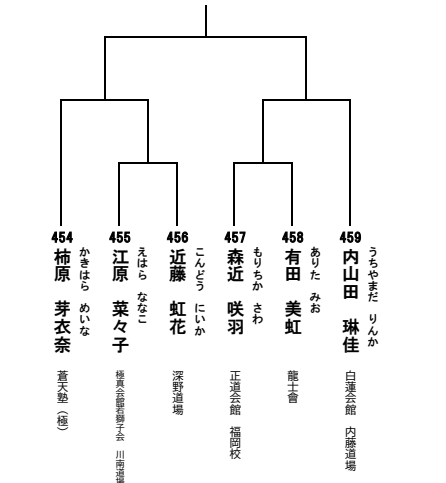 454
柿原 芽衣奈
かきはら めいな
蒼天塾（極）
455
江原 菜々子
えはら ななこ
極真会館若獅子会 川南道場
456
近藤 虹花
こんどう にいか
深野道場
457
森近 咲羽
もりちか さわ
正道会館 福岡校
458
有田 美虹
ありた みお
龍士會
459
内山田 琳佳
うちやまだ りんか
白蓮会館 内藤道場